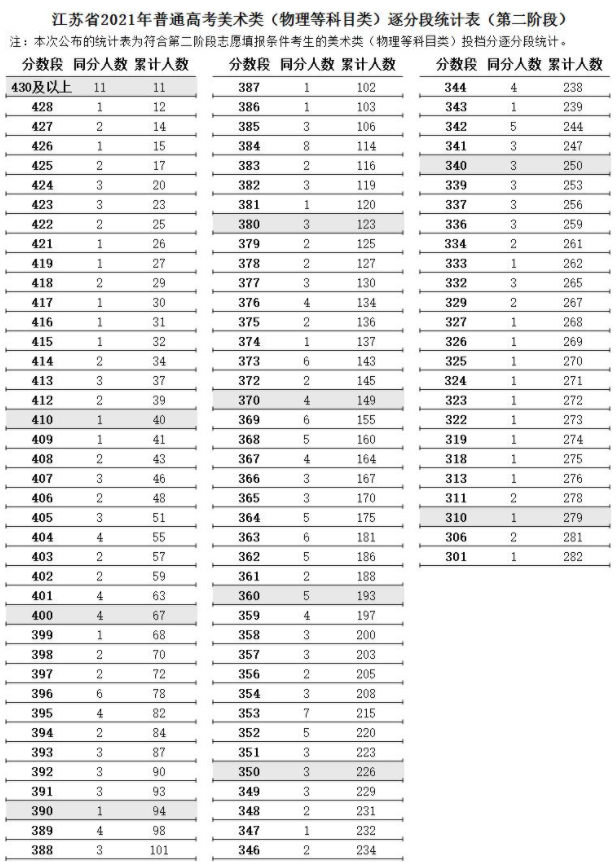 江苏省2021年普通高考美术类（物理等科目类）逐分段统计表（第二阶段）
注：本次公布的统计表为符合第二阶段志愿填报条件考生的美术类（物理等科目类）投档分逐分段统计。
分数段 同分人数 累计人数
430及以上 11 11
428 1 12
427 2 14
426 1 15
425 2 17
424 3 20
423 3 23
422 2 25
421 1 26
419 1 27
418 2 29
417 1 30
416 1 31
415 1 32
414 2 34
413 3 37
412 2 39
410 1 40
409 1 41
408 2 43
407 3 46
406 2 48
405 3 51
404 4 55
403 2 57
402 2 59
401 4 63
400 4 67
399 1 68
398 2 70
397 2 72
396 6 78
395 4 82
394 2 84
393 3 87
392 3 90
391 3 93
390 1 94
389 4 98
388 3 101
分数段 同分人数 累计人数
387 1 102
386 1 103
385 3 106
384 8 114
383 2 116
382 3 119
381 1 120
380 3 123
379 2 125
378 2 127
377 3 130
376 4 134
375 2 136
374 1 137
373 6 143
372 2 145
370 4 149
369 6 155
368 5 160
367 4 164
366 3 167
365 3 170
364 5 175
363 6 181
362 5 186
361 2 188
360 5 193
359 4 197
358 3 200
357 3 203
356 2 205
354 3 208
353 7 215
352 5 220
351 3 223
350 3 226
349 3 229
348 2 231
347 1 232
346 2 234
分数段 同分人数 累计人数
344 4 238
343 1 239
342 5 244
341 3 247
340 3 250
339 3 253
337 3 256
336 3 259
334 2 261
333 1 262
332 3 265
329 2 267
327 1 268
326 1 269
325 1 270
324 1 271
323 1 272
322 1 273
319 1 274
318 1 275
313 1 276
311 2 278
310 1 279
306 2 281
301 1 282